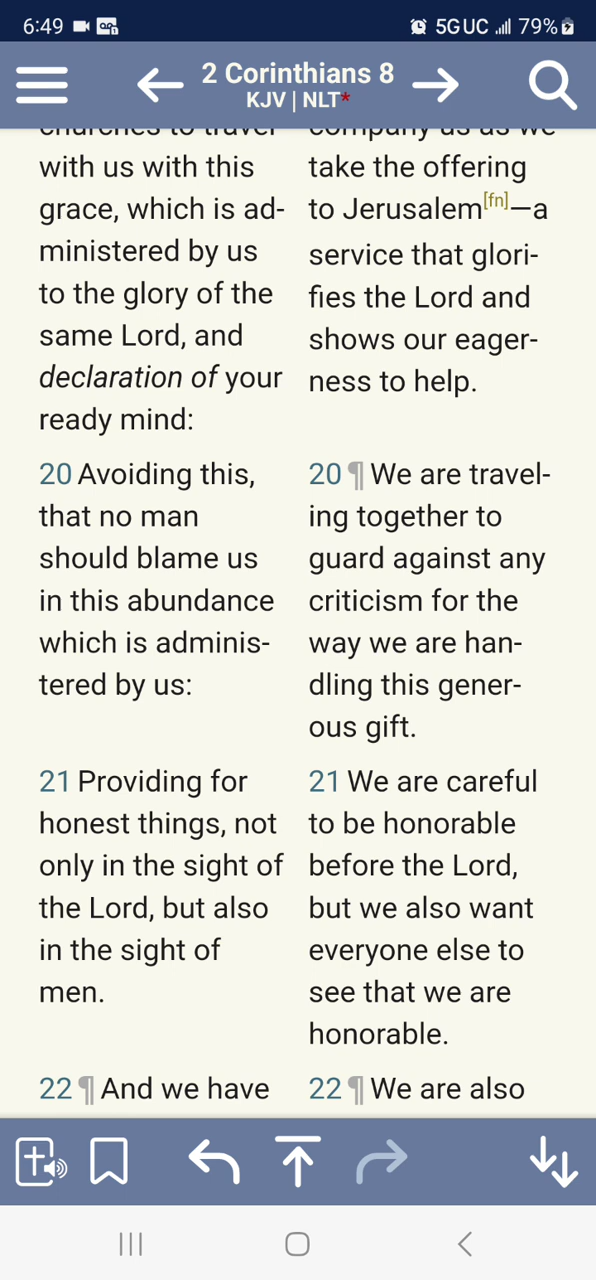 6:49
5G UC 79%
2 Corinthians 8
KJV | NLT*
churches to travel
with us with this
grace, which is ad-
ministered by us
to the glory of the
same Lord, and
declaration of your
ready mind:
company us as we
take the offering
to Jerusalem[fn]—a
service that glori-
fies the Lord and
shows our eager-
ness to help.
20 Avoiding this,
that no man
should blame us
in this abundance
which is adminis-
tered by us:
20 ¶ We are travel-
ing together to
guard against any
criticism for the
way we are han-
dling this gener-
ous gift.
21 Providing for
honest things, not
only in the sight of
the Lord, but also
in the sight of
men.
21 We are careful
to be honorable
before the Lord,
but we also want
everyone else to
see that we are
honorable.
22 ¶ And we have
22 ¶ We are also